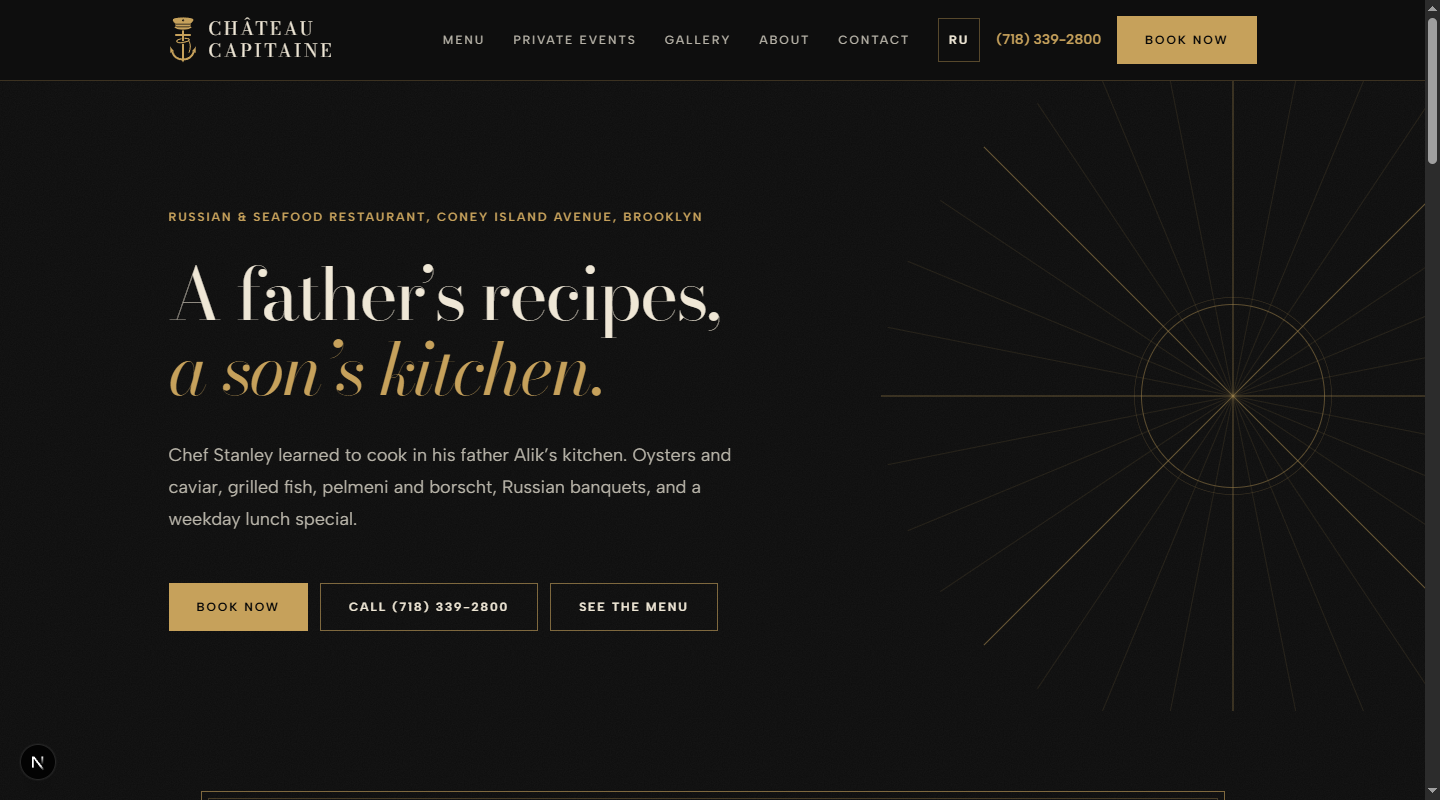 CHÂTEAU
CAPITAINE
MENU
PRIVATE EVENTS
GALLERY
ABOUT
CONTACT
RU
(718) 339-2800
BOOK NOW
RUSSIAN & SEAFOOD RESTAURANT, CONEY ISLAND AVENUE, BROOKLYN
A father’s recipes,
a son’s kitchen.
Chef Stanley learned to cook in his father Alik’s kitchen. Oysters and
caviar, grilled fish, pelmeni and borscht, Russian banquets, and a
weekday lunch special.
BOOK NOW
CALL (718) 339-2800
SEE THE MENU
N